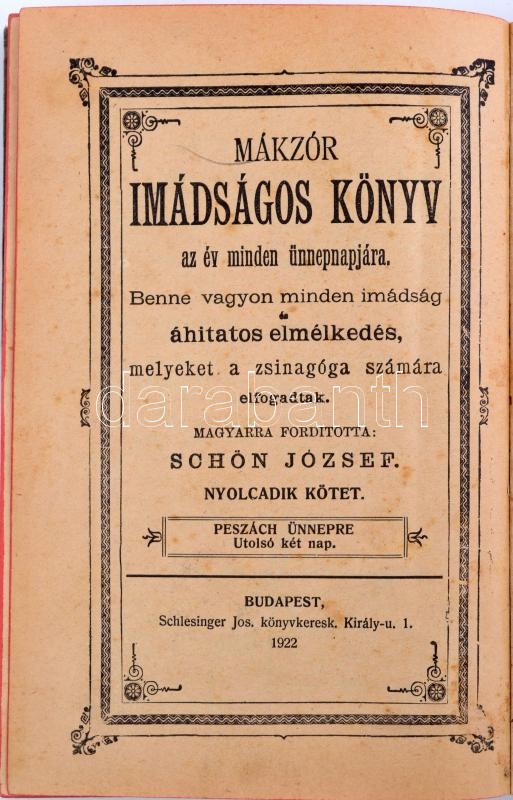 MÁKZÓR
IMÁDSÁGOS KÖNYV
az év minden ünnepnapjára.
Benne vagyon minden imádság
és
áhitatos elmélkedés,
melyeket a zsinagóga számára
elfogadtak.
darabanth
MAGYARRA FORDITOTTA:
SCHÖN JÓZSEF.
NYOLCADIK KÖTET.
PESZÁCH ÜNNEPRE
Utolsó két nap.
BUDAPEST,
Schlesinger Jos. könyvkeresk. Király-u. 1.
1922